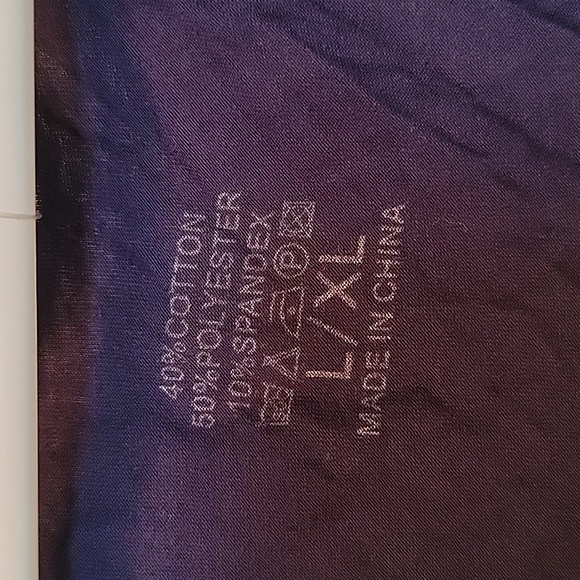 40%COTTON
50%POLYESTER
10%SPANDEX
P
L/XL
MADE IN CHINA